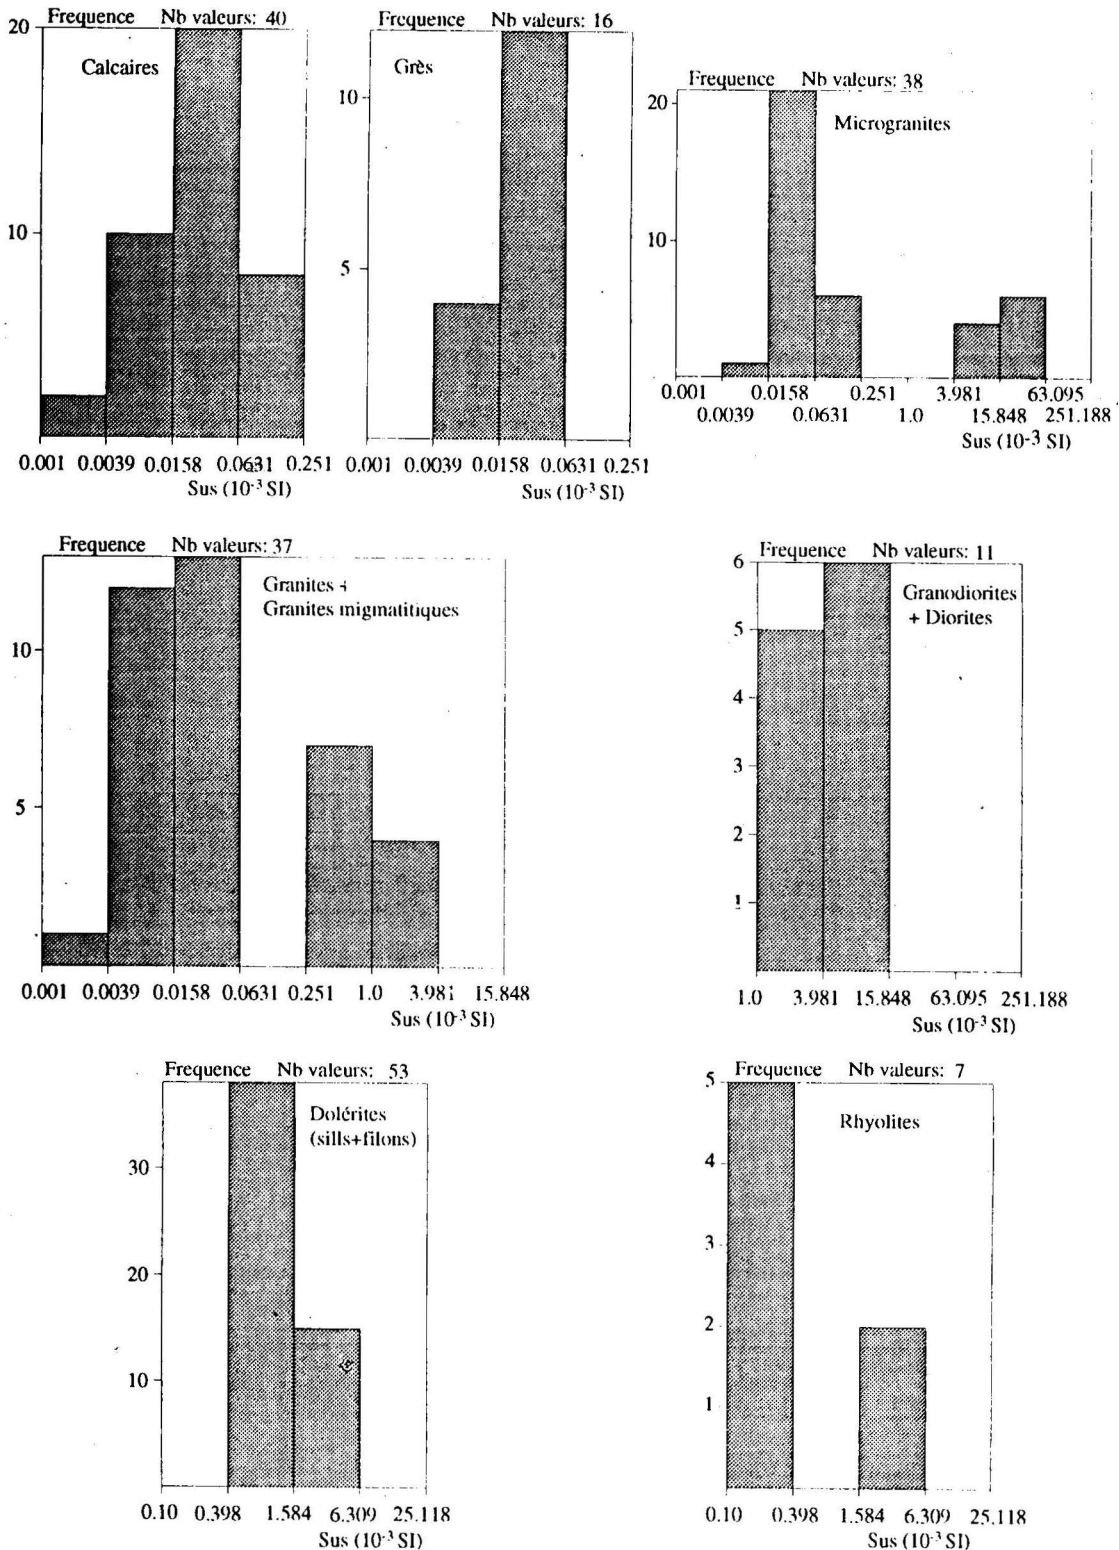 Frequence Nb valeurs: 40
20
10
Calcaires
0.001 0.0039 0.0158 0.0631 0.251
Sus (10⁻³ SI)
Frequence Nb valeurs: 16
10
5
Grès
0.001 0.0039 0.0158 0.0631 0.251
Sus (10⁻³ SI)
Frequence Nb valeurs: 38
20
10
Microgranites
0.001 0.0158 0.251 3.981 63.095
0.0039 0.0631 1.0 15.848 251.188
Sus (10⁻³ SI)
Frequence Nb valeurs: 37
10
5
Granites +
Granites migmatitiques
0.001 0.0039 0.0158 0.0631 0.251 1.0 3.981 15.848
Sus (10⁻³ SI)
Frequence Nb valeurs: 11
6
5
4
3
2
1
Granodiorites
+ Diorites
1.0 3.981 15.848 63.095 251.188
Sus (10⁻³ SI)
Frequence Nb valeurs: 53
30
20
10
Dolérites
(sills+filons)
0.10 0.398 1.584 6.309 25.118
Sus (10⁻³ SI)
Frequence Nb valeurs: 7
5
4
3
2
1
Rhyolites
0.10 0.398 1.584 6.309 25.118
Sus (10⁻³ SI)